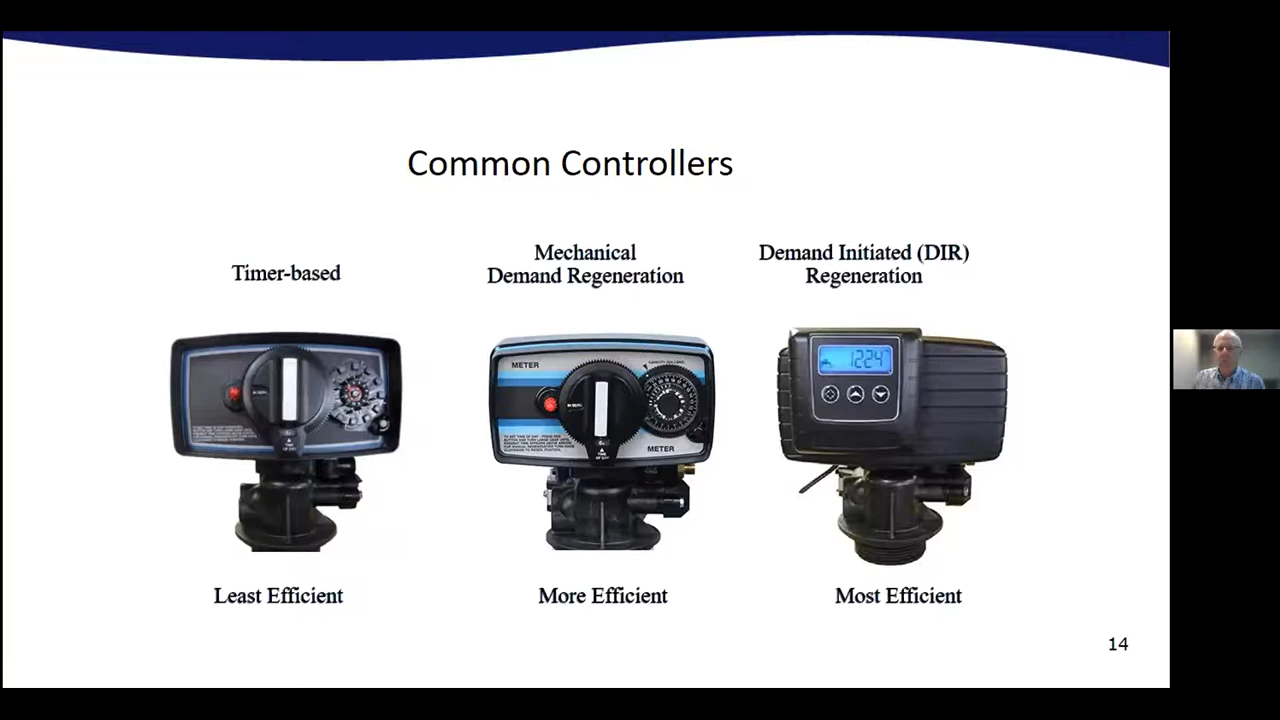 Common Controllers
Timer-based
Mechanical
Demand Regeneration
Demand Initiated (DIR)
Regeneration
METER
METER
1224
Least Efficient
More Efficient
Most Efficient
14